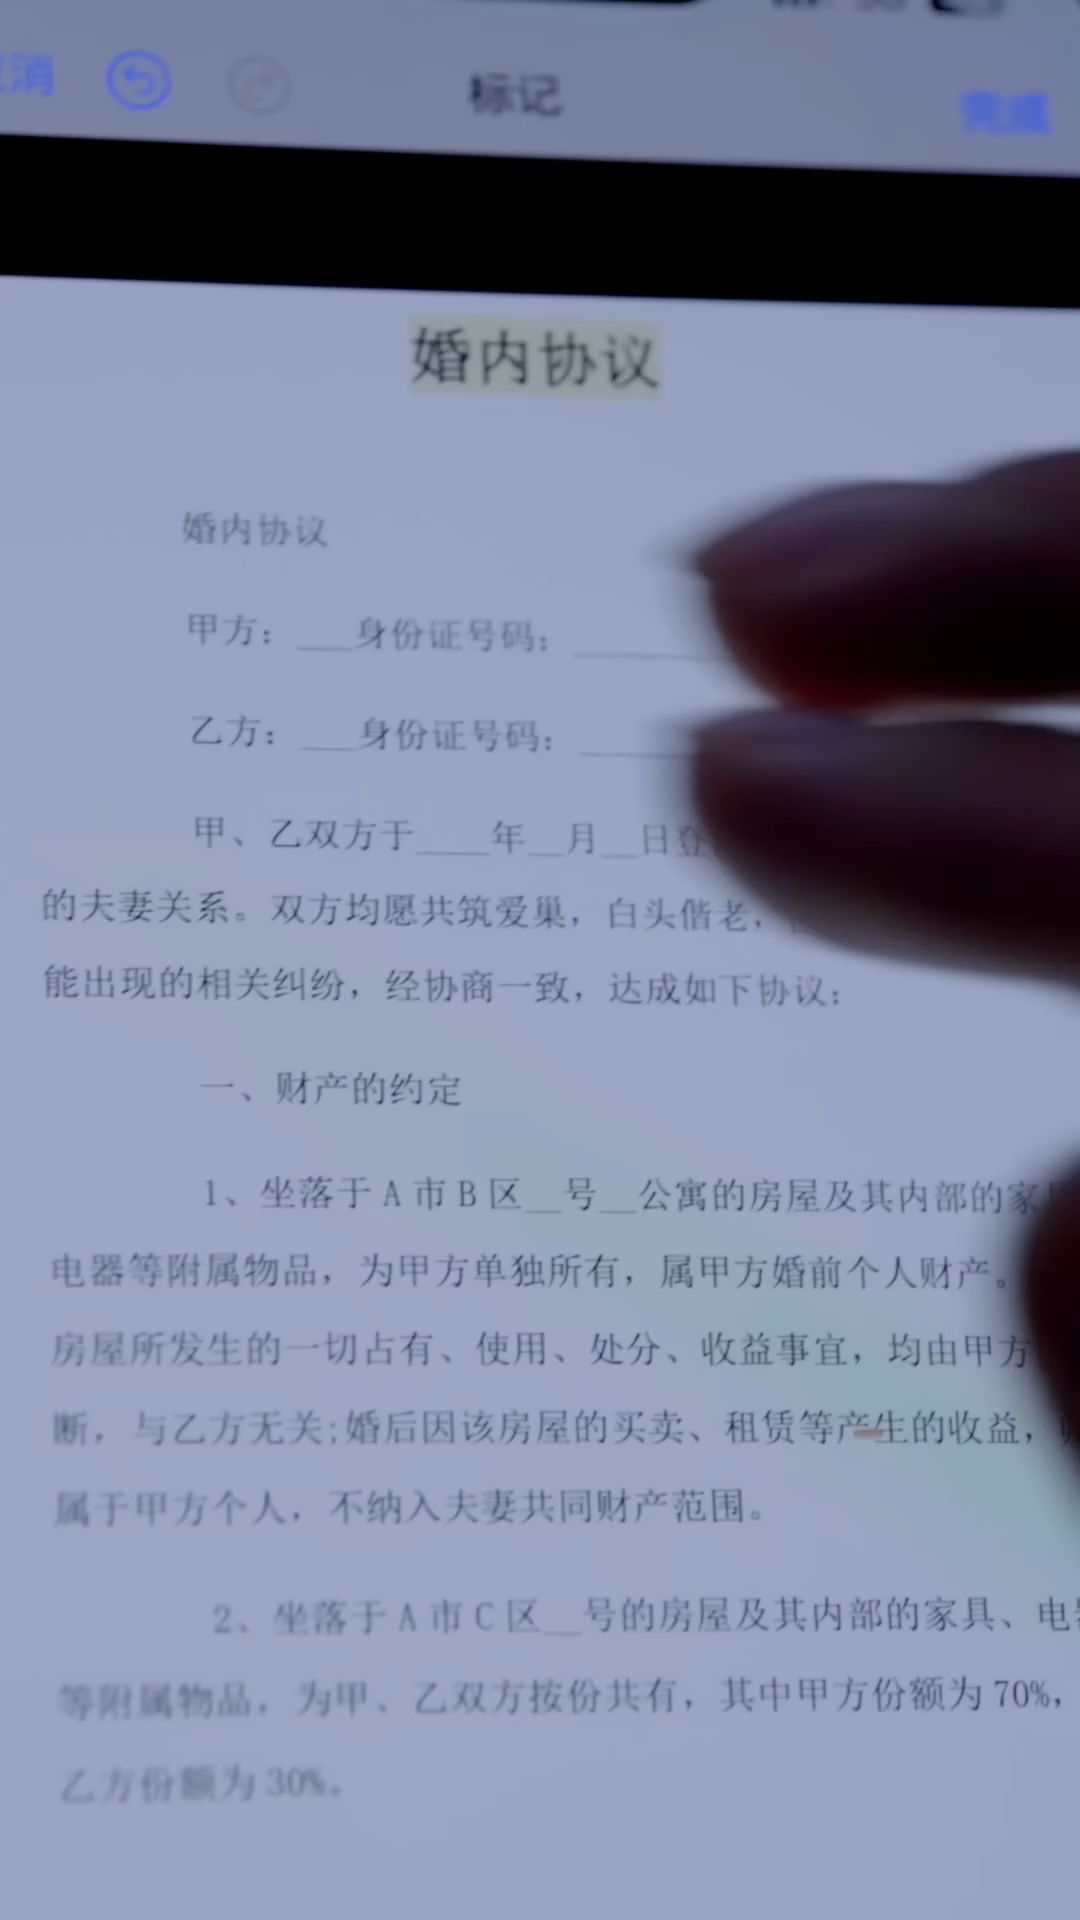 消
标记
完成
婚内协议
婚内协议
甲方：___身份证号码：________
乙方：___身份证号码：_______
甲、乙双方于____年__月__日登
的夫妻关系。双方均愿共筑爱巢，白头偕老，
能出现的相关纠纷，经协商一致，达成如下协议：
一、财产的约定
1、坐落于 A 市 B 区__号__公寓的房屋及其内部的家
电器等附属物品，为甲方单独所有，属甲方婚前个人财产。
房屋所发生的一切占有、使用、处分、收益事宜，均由甲方
断，与乙方无关;婚后因该房屋的买卖、租赁等产生的收益，
属于甲方个人，不纳入夫妻共同财产范围。
2、坐落于 A 市 C 区__号的房屋及其内部的家具、电
等附属物品，为甲、乙双方按份共有，其中甲方份额为 70%，
乙方份额为 30%。